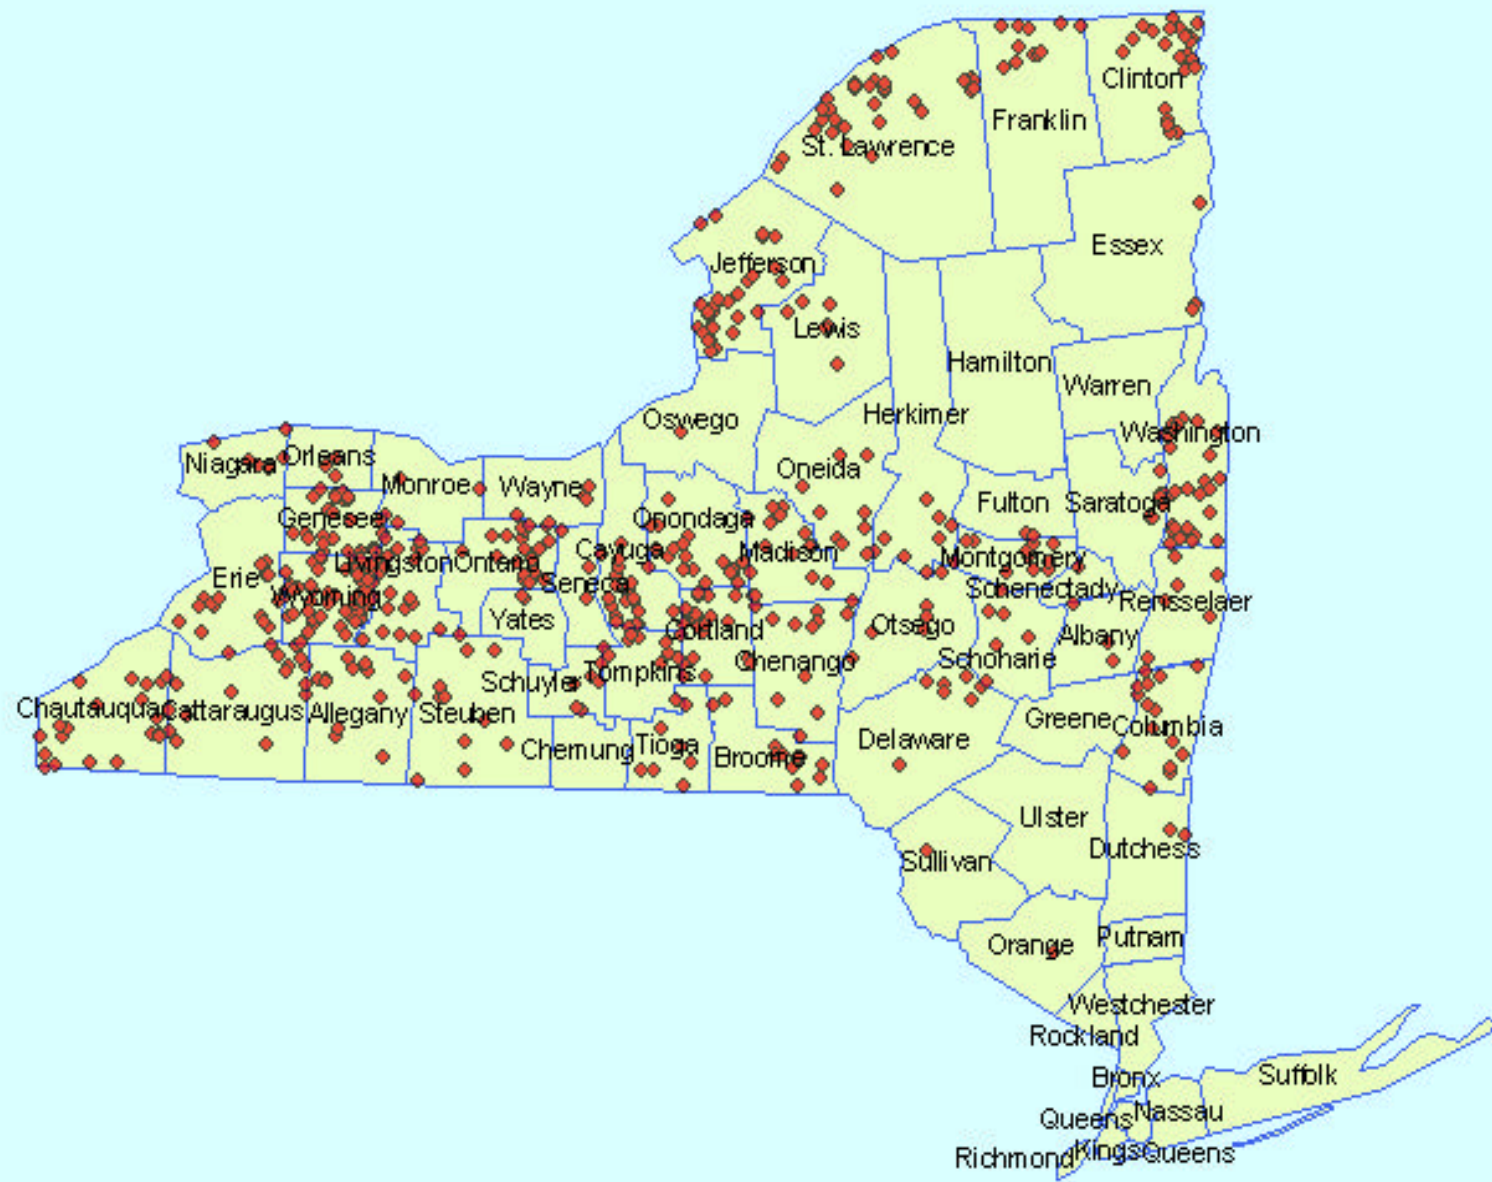 Clinton
Franklin
St. Lawrence
Essex
Jefferson
Lewis
Hamilton
Warren
Herkimer
Oswego
Washington
Niagara
Orleans
Monroe
Wayne
Oneida
Fulton
Saratoga
Genesee
Onondaga
Cayuga
Madison
Montgomery
Livingston
Ontario
Erie
Seneca
Schenectady
Wyoming
Rensselaer
Yates
Cortland
Otsego
Albany
Chenango
Schoharie
Tompkins
Schuyler
Chautauqua
Cattaraugus
Allegany
Steuben
Greene
Columbia
Chemung
Tioga
Broome
Delaware
Ulster
Dutchess
Sullivan
Orange
Putnam
Westchester
Rockland
Bronx
Suffolk
Queens
Nassau
Richmond
Kings
Queens